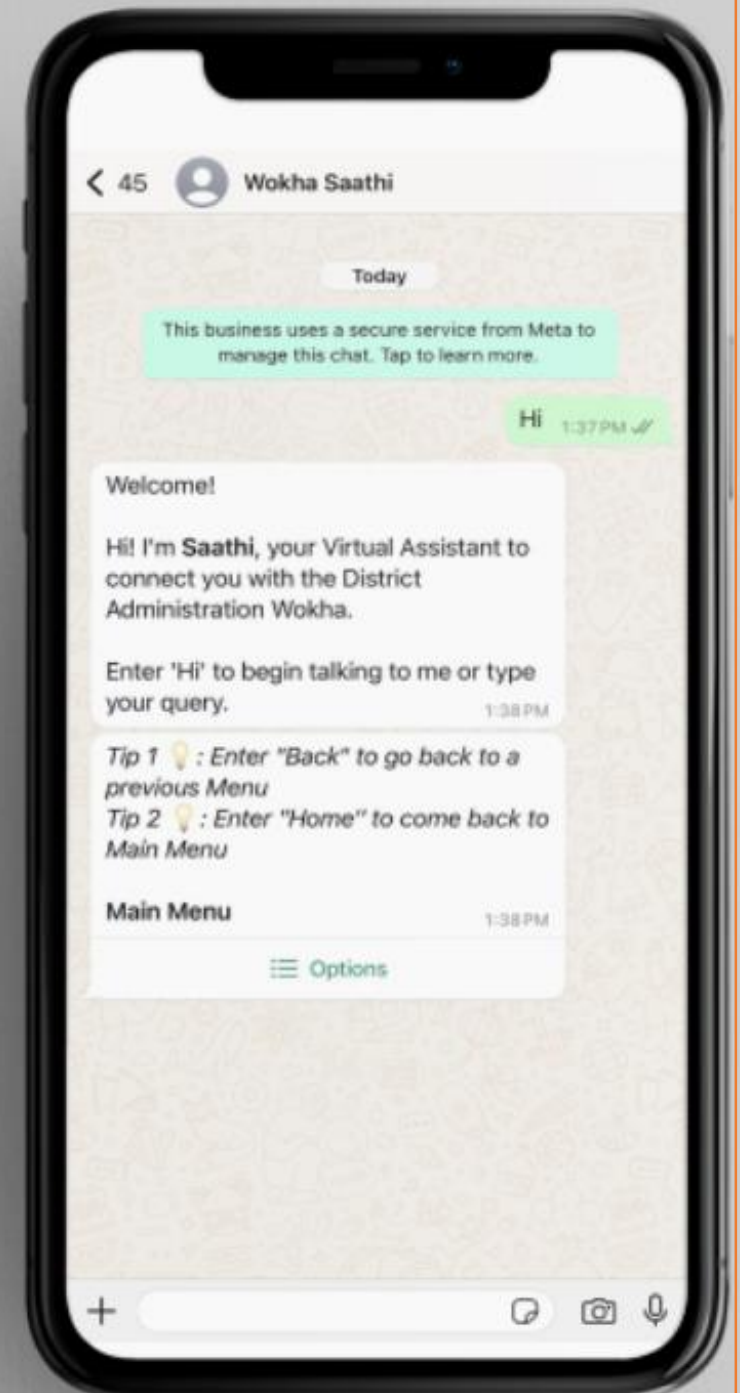 45
Wokha Saathi
Today
This business uses a secure service from Meta to
manage this chat. Tap to learn more.
Hi 1:37 PM
Welcome!
Hi! I'm Saathi, your Virtual Assistant to
connect you with the District
Administration Wokha.
Enter 'Hi' to begin talking to me or type
your query.
1:38 PM
Tip 1 💡 : Enter "Back" to go back to a
previous Menu
Tip 2 💡 : Enter "Home" to come back to
Main Menu
Main Menu
1:38 PM
Options